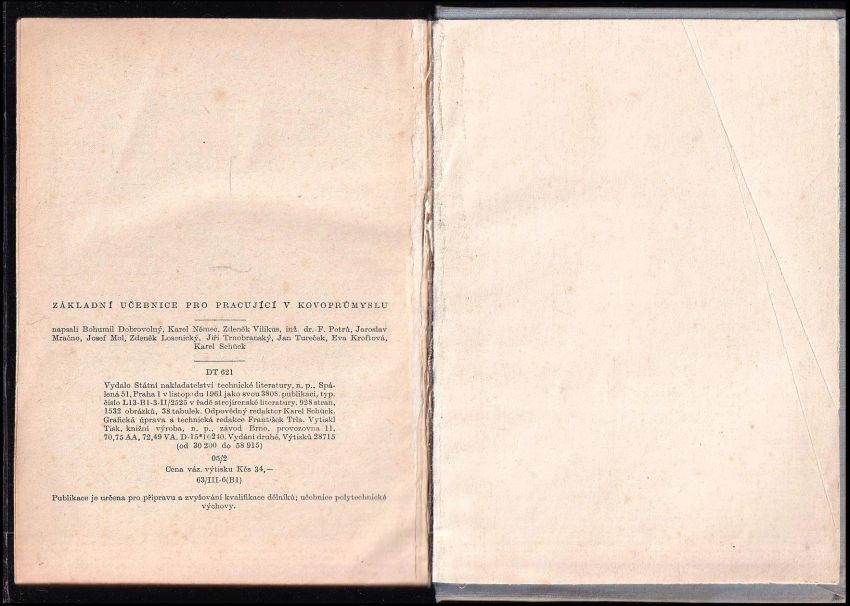 ZÁKLADNÍ UČEBNICE PRO PRACUJÍCÍ V KOVOPRŮMYSLU
napsali Bohumil Dobrovolný, Karel Němec, Zdeněk Vilikus, inž. dr. F. Petrů, Jaroslav
Mračno, Josef Mol, Zdeněk Losenický, Jiří Trnobranský, Jan Tureček, Eva Kroftová,
Karel Schück
DT 621
Vydalo Státní nakladatelství technické literatury, n. p., Spá-
lená 51, Praha 1 v listopadu 1961 jako svou 3808. publikaci, typ.
číslo L13-B1-3-II/2525 v řadě strojírenské literatury. 928 stran,
1532 obrázků, 38 tabulek. Odpovědný redaktor Karel Schück.
Grafická úprava a technická redakce František Trla. Vytiskl
Tisk, knižní výroba, n. p., závod Brno, provozovna 11.
70,75 AA, 72,49 VA. D-15*10240. Vydání druhé. Výtisků 28715
(od 30 200 do 58 915)
05/2
Cena váz. výtisku Kčs 34,—
63/III-6(B1)
Publikace je určena pro přípravu a zvyšování kvalifikace dělníků; učebnice polytechnické
výchovy.